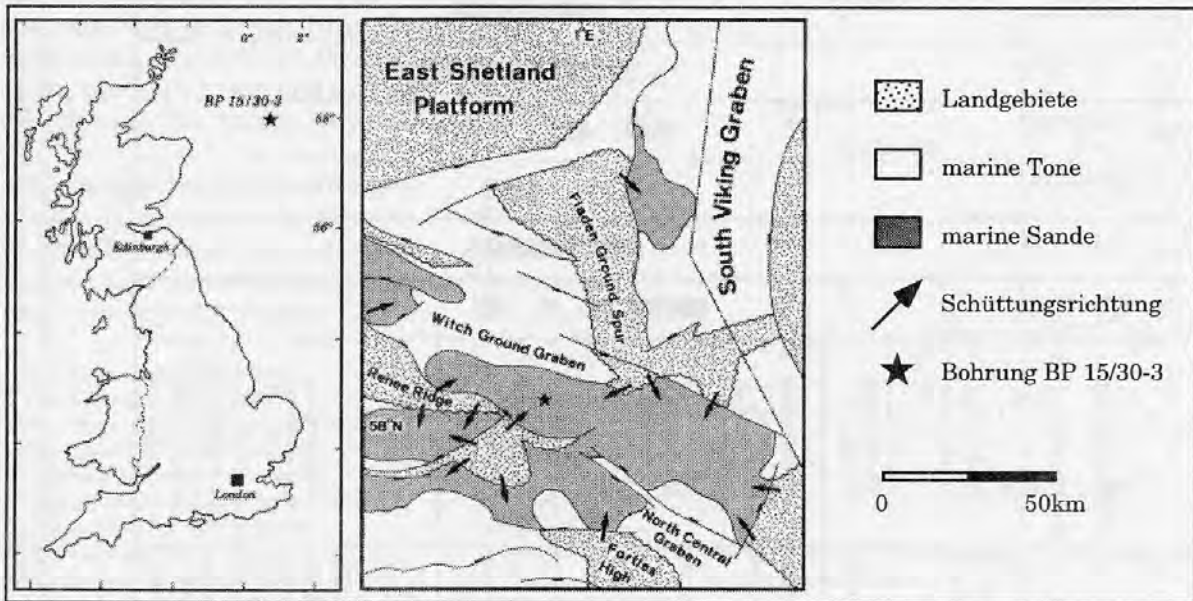 0° 2°
BP 15/30-3
58°
56°
Edinburgh
London
1°E
East Shetland
Platform
South Viking Graben
Fladen Ground Spur
Witch Ground Graben
Renee Ridge
58°N
North Central
Graben
Forties
High
Landgebiete
marine Tone
marine Sande
Schüttungsrichtung
Bohrung BP 15/30-3
0 50km